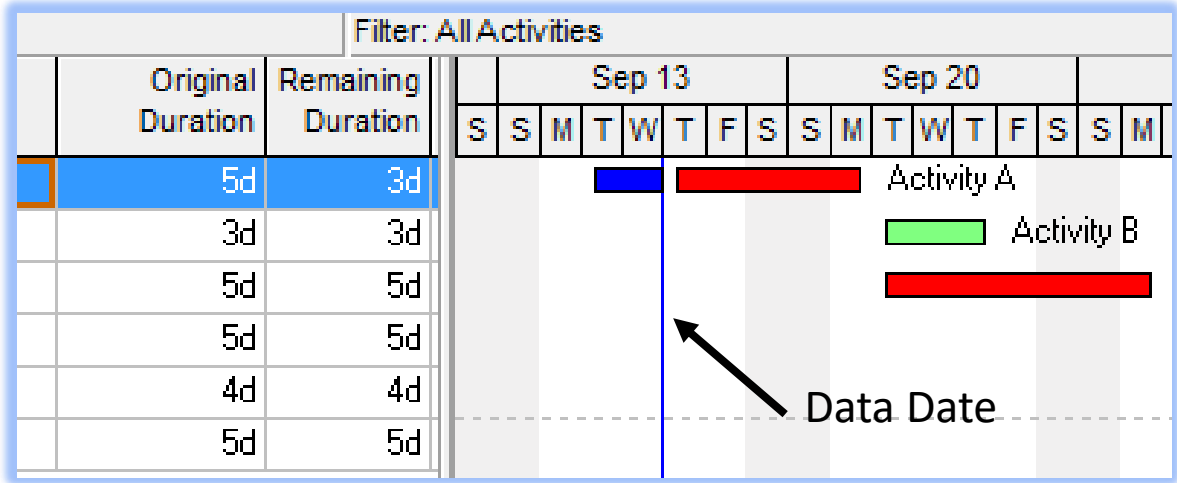 Filter: All Activities
Original Duration Remaining Duration Sep 13 Sep 20
S S M T W T F S S M T W T F S S M
5d 3d Activity A
3d 3d Activity B
5d 5d
5d 5d
4d 4d
Data Date
5d 5d